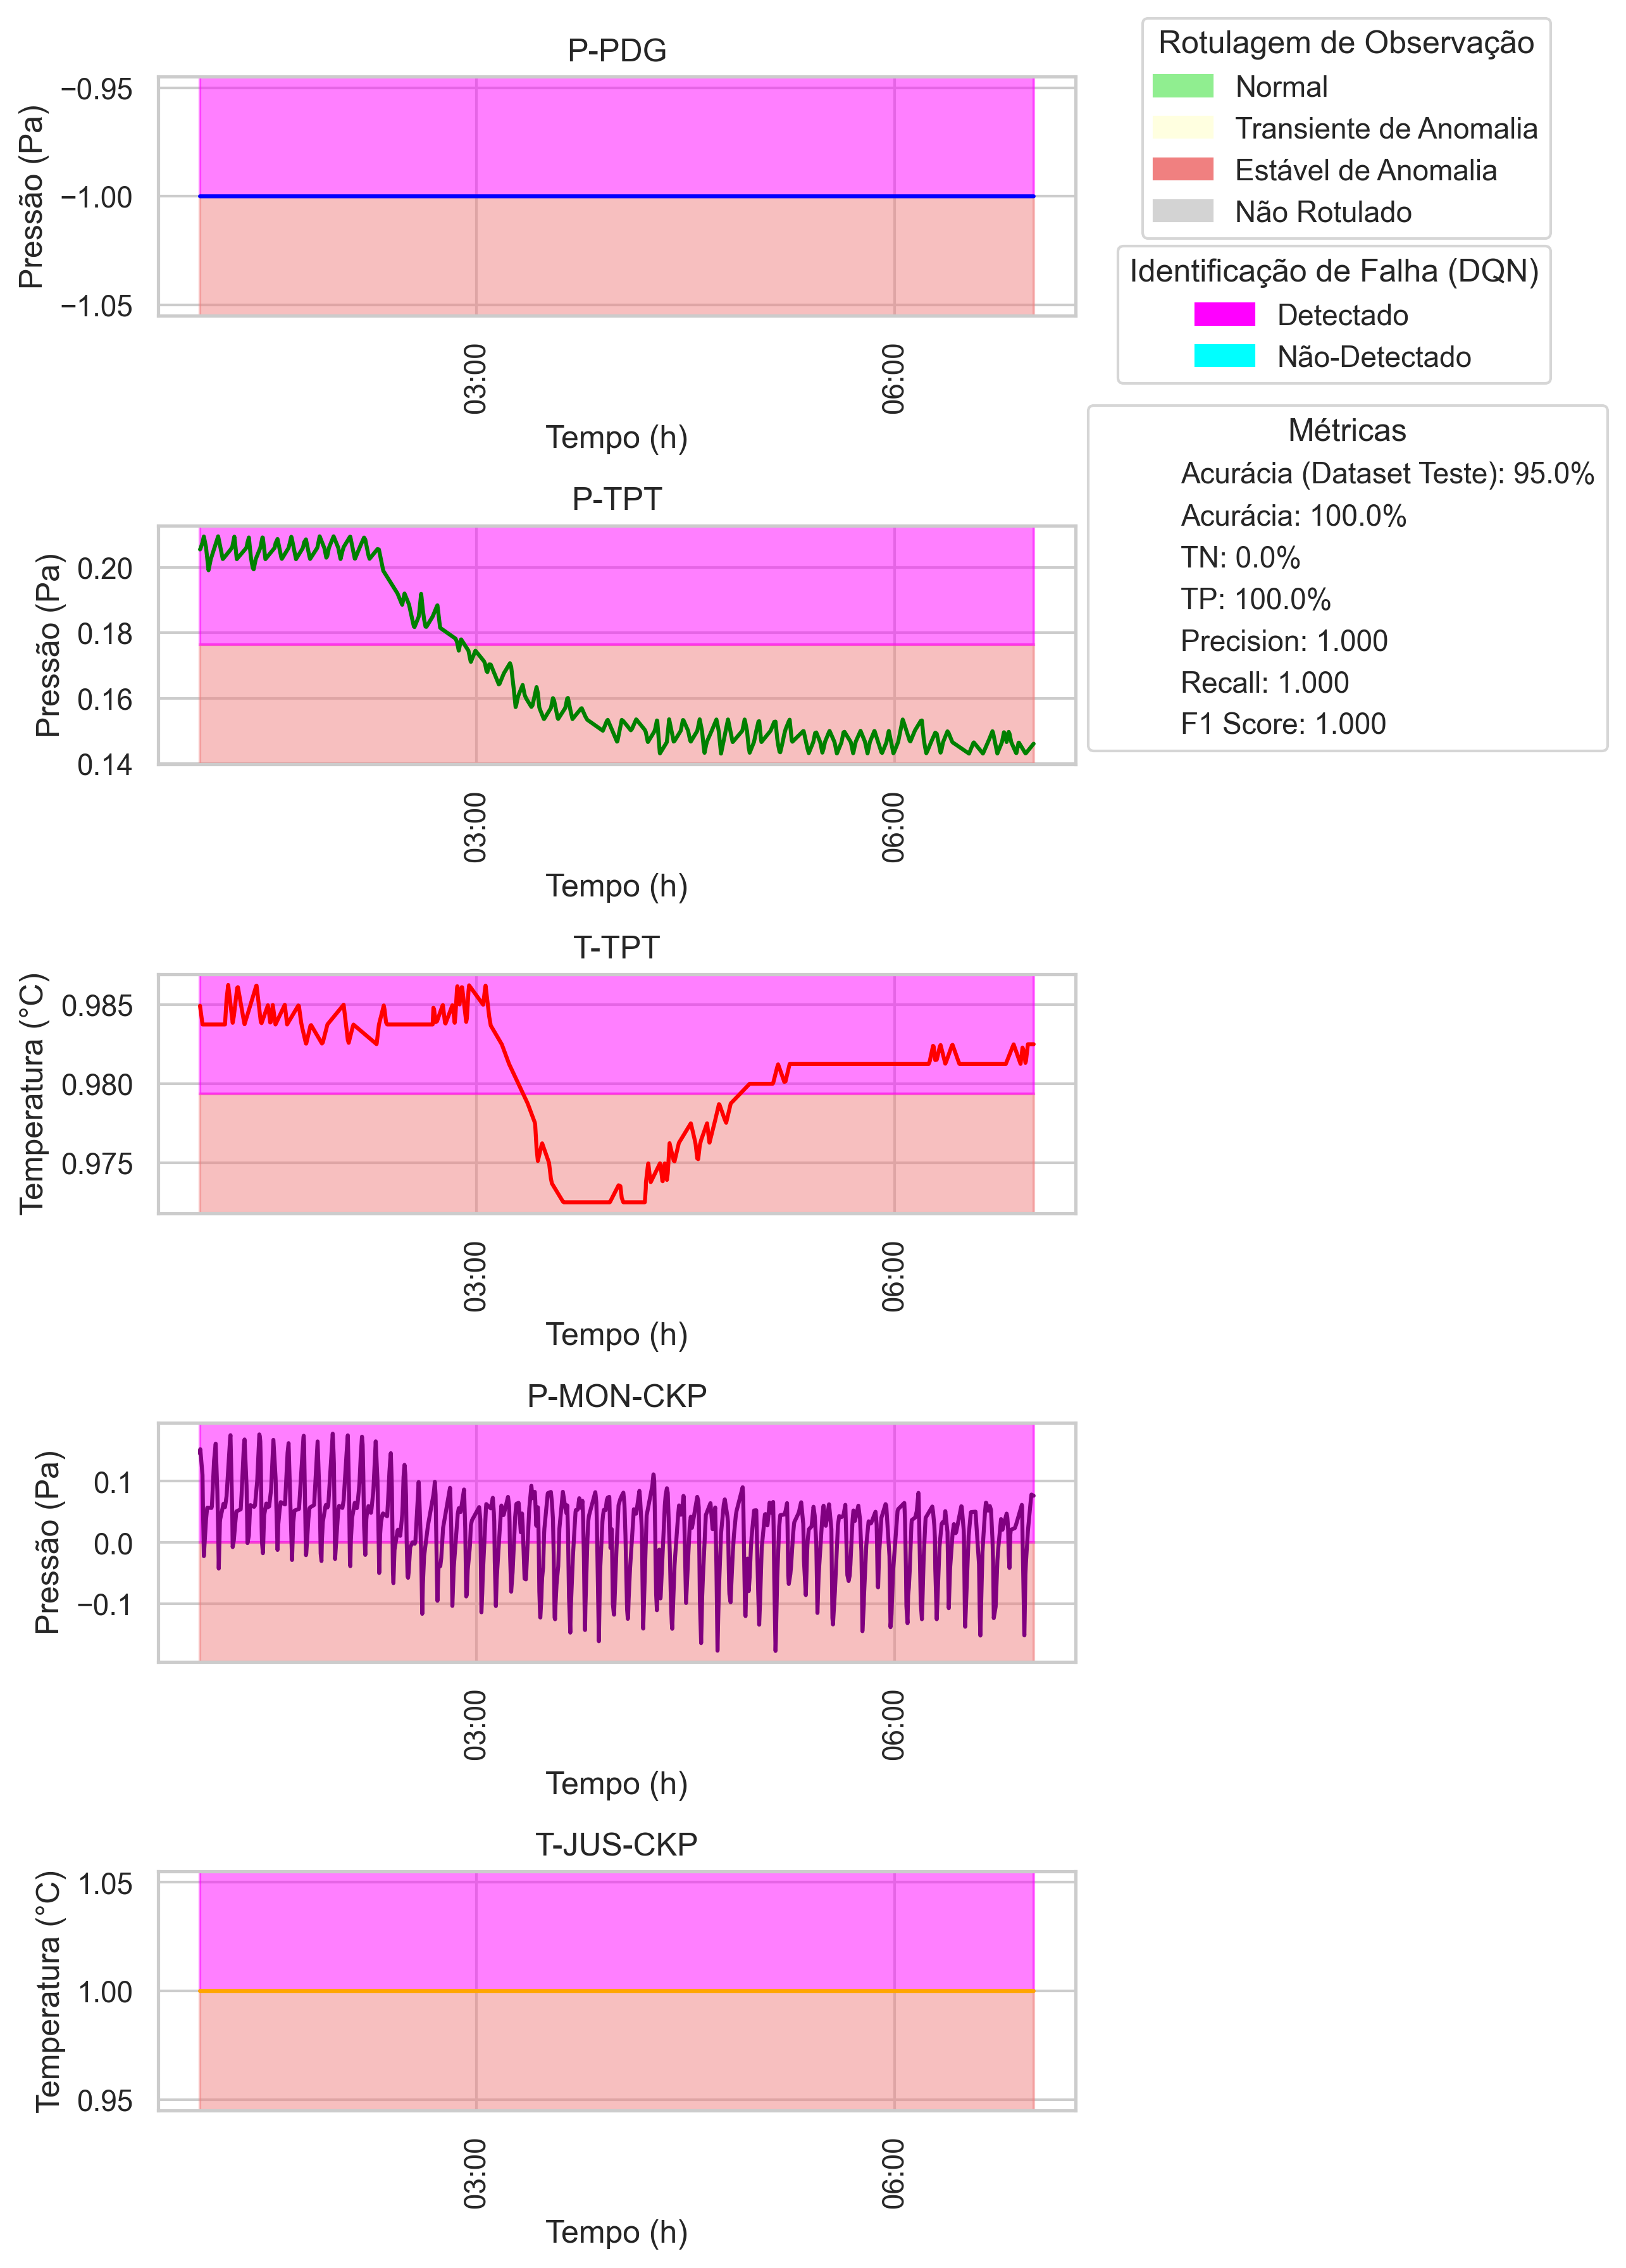 P-PDG
−0.95
−1.00
−1.05
Pressão (Pa)
03:00
06:00
Tempo (h)
Rotulagem de Observação
Normal
Transiente de Anomalia
Estável de Anomalia
Não Rotulado
Identificação de Falha (DQN)
Detectado
Não-Detectado
Métricas
Acurácia (Dataset Teste): 95.0%
Acurácia: 100.0%
TN: 0.0%
TP: 100.0%
Precision: 1.000
Recall: 1.000
F1 Score: 1.000
P-TPT
0.20
0.18
0.16
0.14
Pressão (Pa)
03:00
06:00
Tempo (h)
T-TPT
0.985
0.980
0.975
Temperatura (°C)
03:00
06:00
Tempo (h)
P-MON-CKP
0.1
0.0
−0.1
Pressão (Pa)
03:00
06:00
Tempo (h)
T-JUS-CKP
1.05
1.00
0.95
Temperatura (°C)
03:00
06:00
Tempo (h)